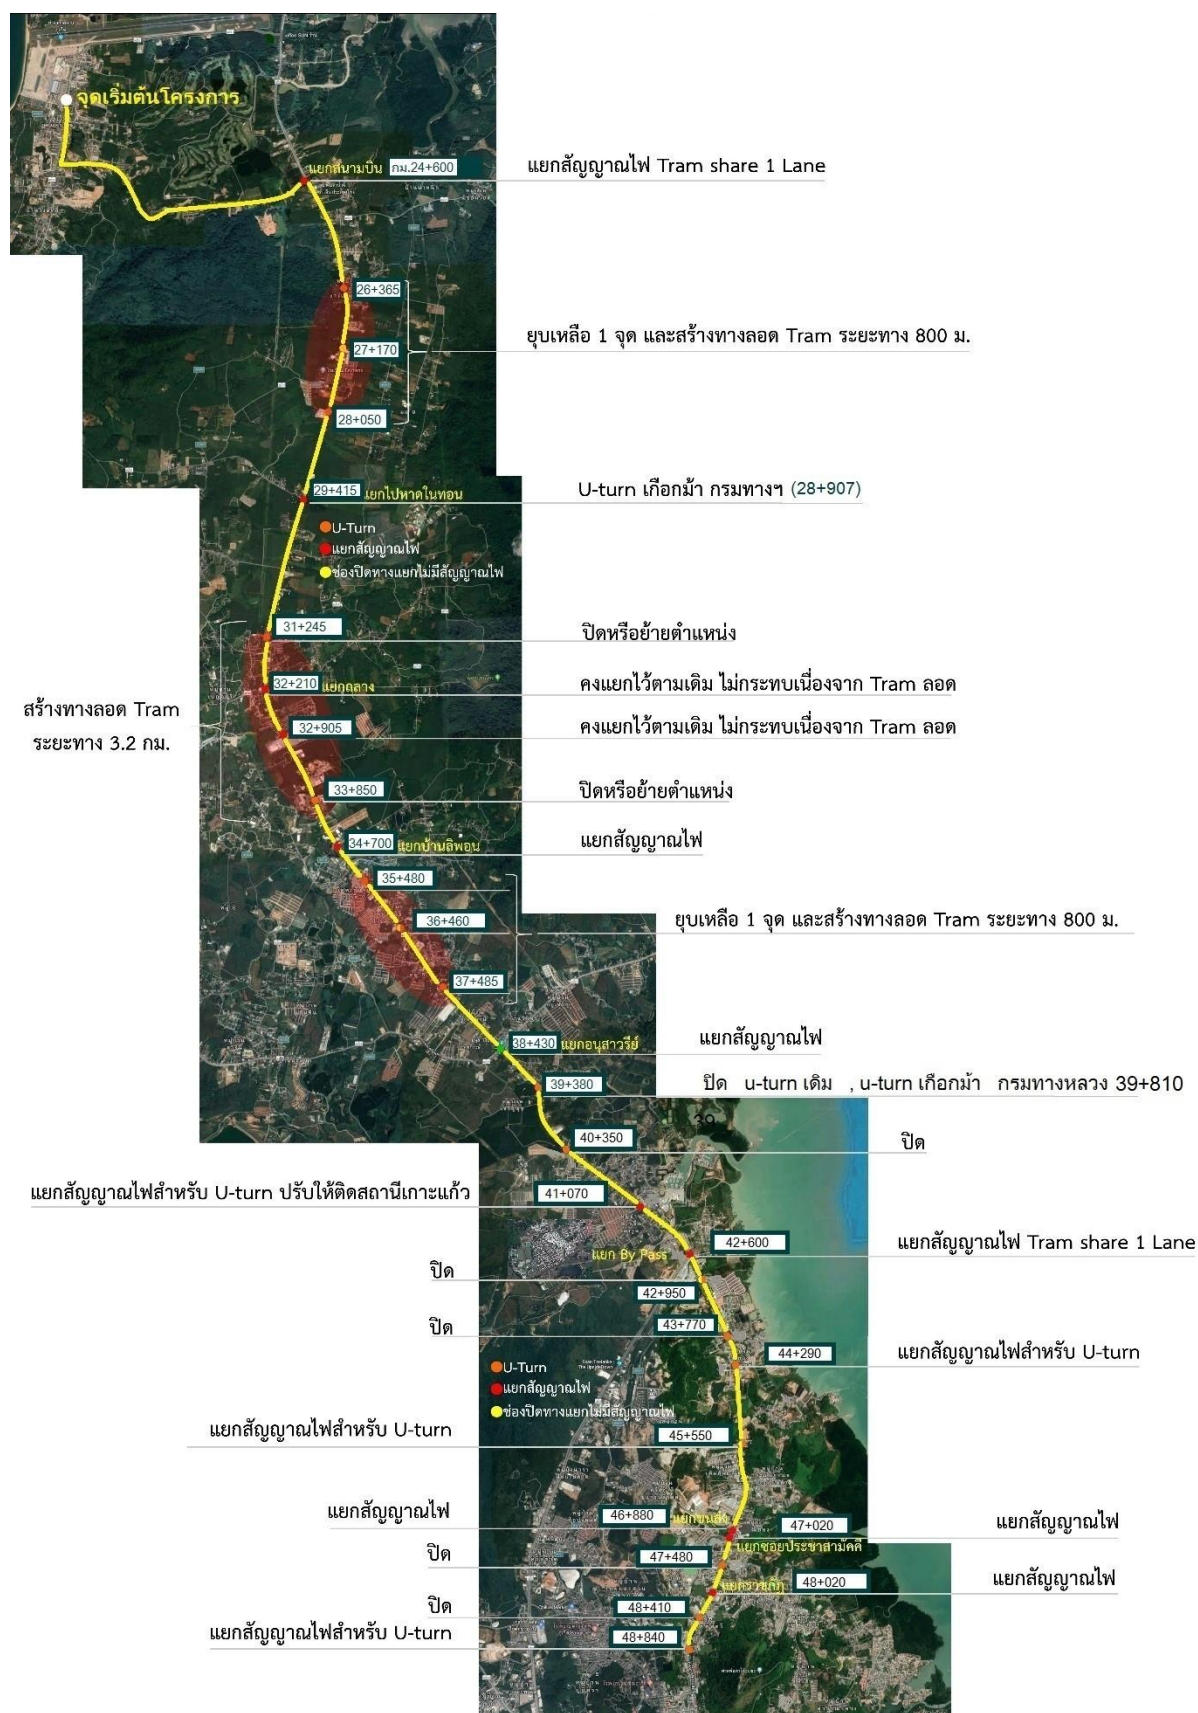 จุดเริ่มต้นโครงการ
แยกสนามบิน กม.24+600
แยกสัญญาณไฟ Tram share 1 Lane
26+365
27+170
ยุบเหลือ 1 จุด และสร้างทางลอด Tram ระยะทาง 800 ม.
28+050
29+415 แยกไปหาดในทอน
U-turn เกือกม้า กรมทางฯ (28+907)
U-Turn
แยกสัญญาณไฟ
ช่องปิดทางแยกไม่มีสัญญาณไฟ
31+245
ปิดหรือย้ายตำแหน่ง
32+210 แยกถลาง
คงแยกไว้ตามเดิม ไม่กระทบเนื่องจาก Tram ลอด
สร้างทางลอด Tram
ระยะทาง 3.2 กม.
32+905
คงแยกไว้ตามเดิม ไม่กระทบเนื่องจาก Tram ลอด
33+850
ปิดหรือย้ายตำแหน่ง
34+700 แยกบ้านลิพอน
แยกสัญญาณไฟ
35+480
36+460
ยุบเหลือ 1 จุด และสร้างทางลอด Tram ระยะทาง 800 ม.
37+485
38+430 แยกอนุสาวรีย์
แยกสัญญาณไฟ
39+380
ปิด u-turn เดิม , u-turn เกือกม้า กรมทางหลวง 39+810
39
40+350
ปิด
แยกสัญญาณไฟสำหรับ U-turn ปรับให้ติดสถานีเกาะแก้ว
41+070
42+600
แยกสัญญาณไฟ Tram share 1 Lane
แยก By Pass
ปิด
42+950
ปิด
43+770
44+290
แยกสัญญาณไฟสำหรับ U-turn
U-Turn
แยกสัญญาณไฟ
ช่องปิดทางแยกไม่มีสัญญาณไฟ
แยกสัญญาณไฟสำหรับ U-turn
45+550
แยกสัญญาณไฟ
46+880 แยกขนส่ง
47+020
แยกสัญญาณไฟ
แยกซอยประชาสามัคคี
ปิด
47+480
แยกราชภัฏ
48+020
แยกสัญญาณไฟ
ปิด
48+410
แยกสัญญาณไฟสำหรับ U-turn
48+840